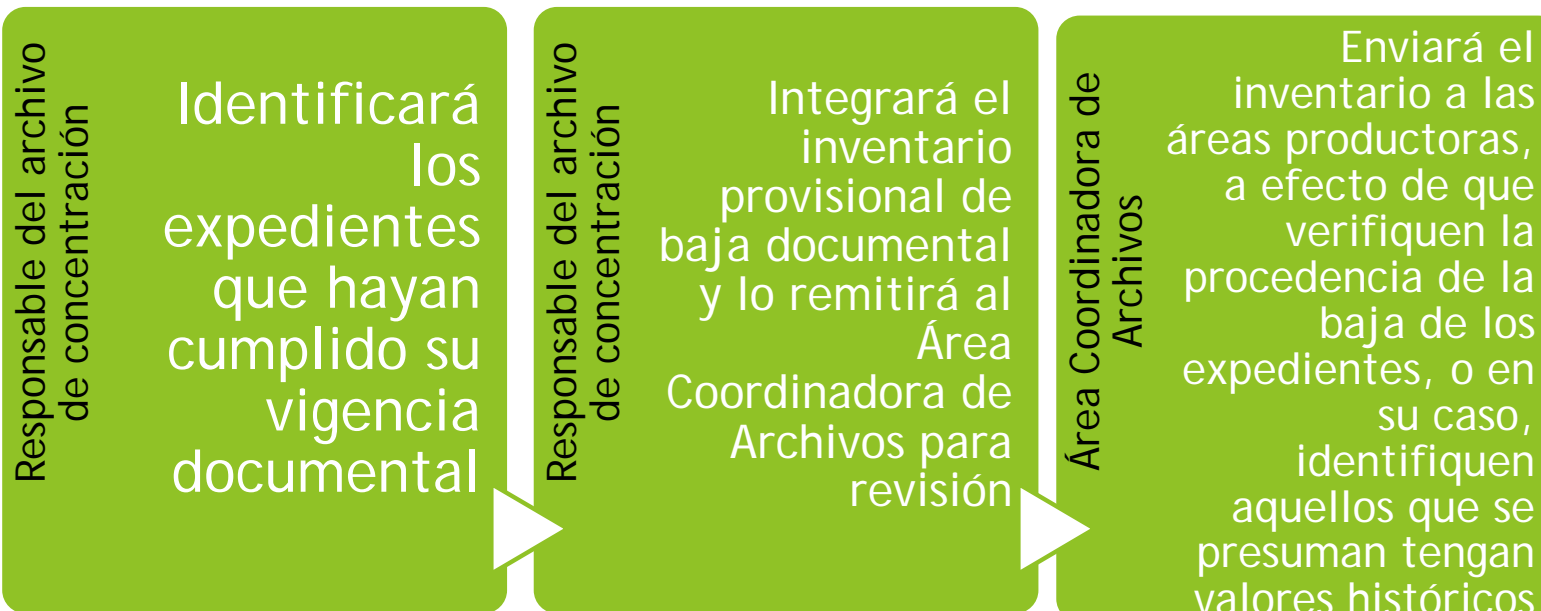 Responsable del archivo
de concentración
Identificará
los
expedientes
que hayan
cumplido su
vigencia
documental
Responsable del archivo
de concentración
Integrará el
inventario
provisional de
baja documental
y lo remitirá al
Área
Coordinadora de
Archivos para
revisión
Área Coordinadora de
Archivos
Enviará el
inventario a las
áreas productoras,
a efecto de que
verifiquen la
procedencia de la
baja de los
expedientes, o en
su caso,
identifiquen
aquellos que se
presuman tengan
valores históricos